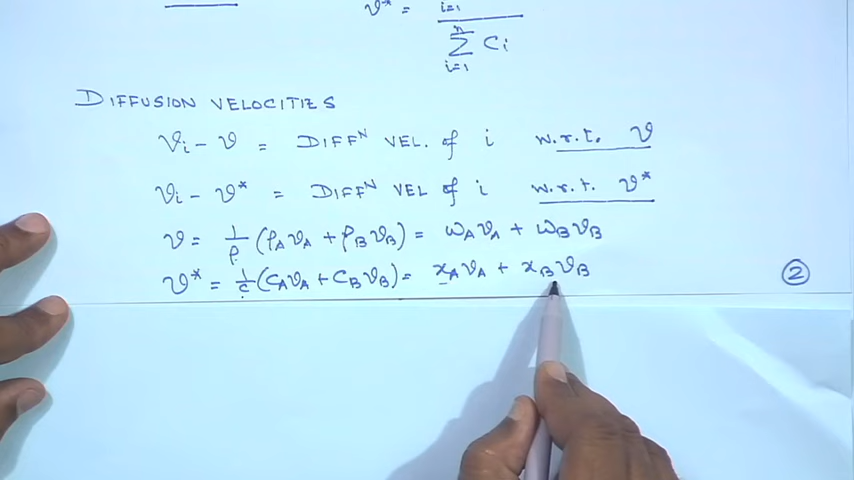 i=1
v* =
n
Σ Ci
i=1
DIFFUSION VELOCITIES
vi - v = DIFFᴺ VEL. of i w.r.t. v
vi - v* = DIFFᴺ VEL of i w.r.t. v*
v = 1/ρ (ρA vA + ρB vB) = ωA vA + ωB vB
v* = 1/c (CA vA + CB vB) = xA vA + xB vB
2